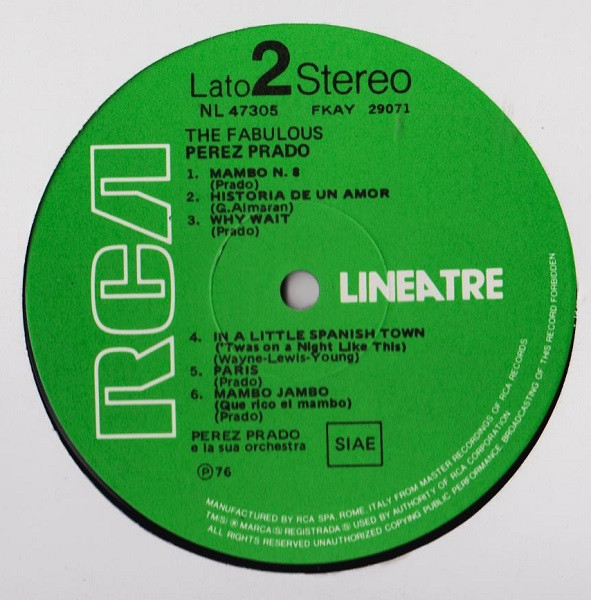 Lato 2 Stereo
NL 47305 FKAY 29071
THE FABULOUS
PEREZ PRADO
1. MAMBO N. 8
(Prado)
2. HISTORIA DE UN AMOR
(G. Almaran)
3. WHY WAIT
(Prado)
RCA
LINEATRE
4. IN A LITTLE SPANISH TOWN
('Twas on a Night Like This)
(Wayne-Lewis-Young)
5. PARIS
(Prado)
6. MAMBO JAMBO
(Que rico el mambo)
(Prado)
PEREZ PRADO
e la sua orchestra
SIAE
Ⓟ 76
MANUFACTURED BY RCA SPA, ROME, ITALY FROM MASTER RECORDINGS OF RCA RECORDS
TM(S) ® MARCA(S) REGISTRADA(S) USED BY AUTHORITY OF RCA CORPORATION
ALL RIGHTS RESERVED UNAUTHORIZED COPYING PUBLIC PERFORMANCE, BROADCASTING OF THIS RECORD FORBIDDEN